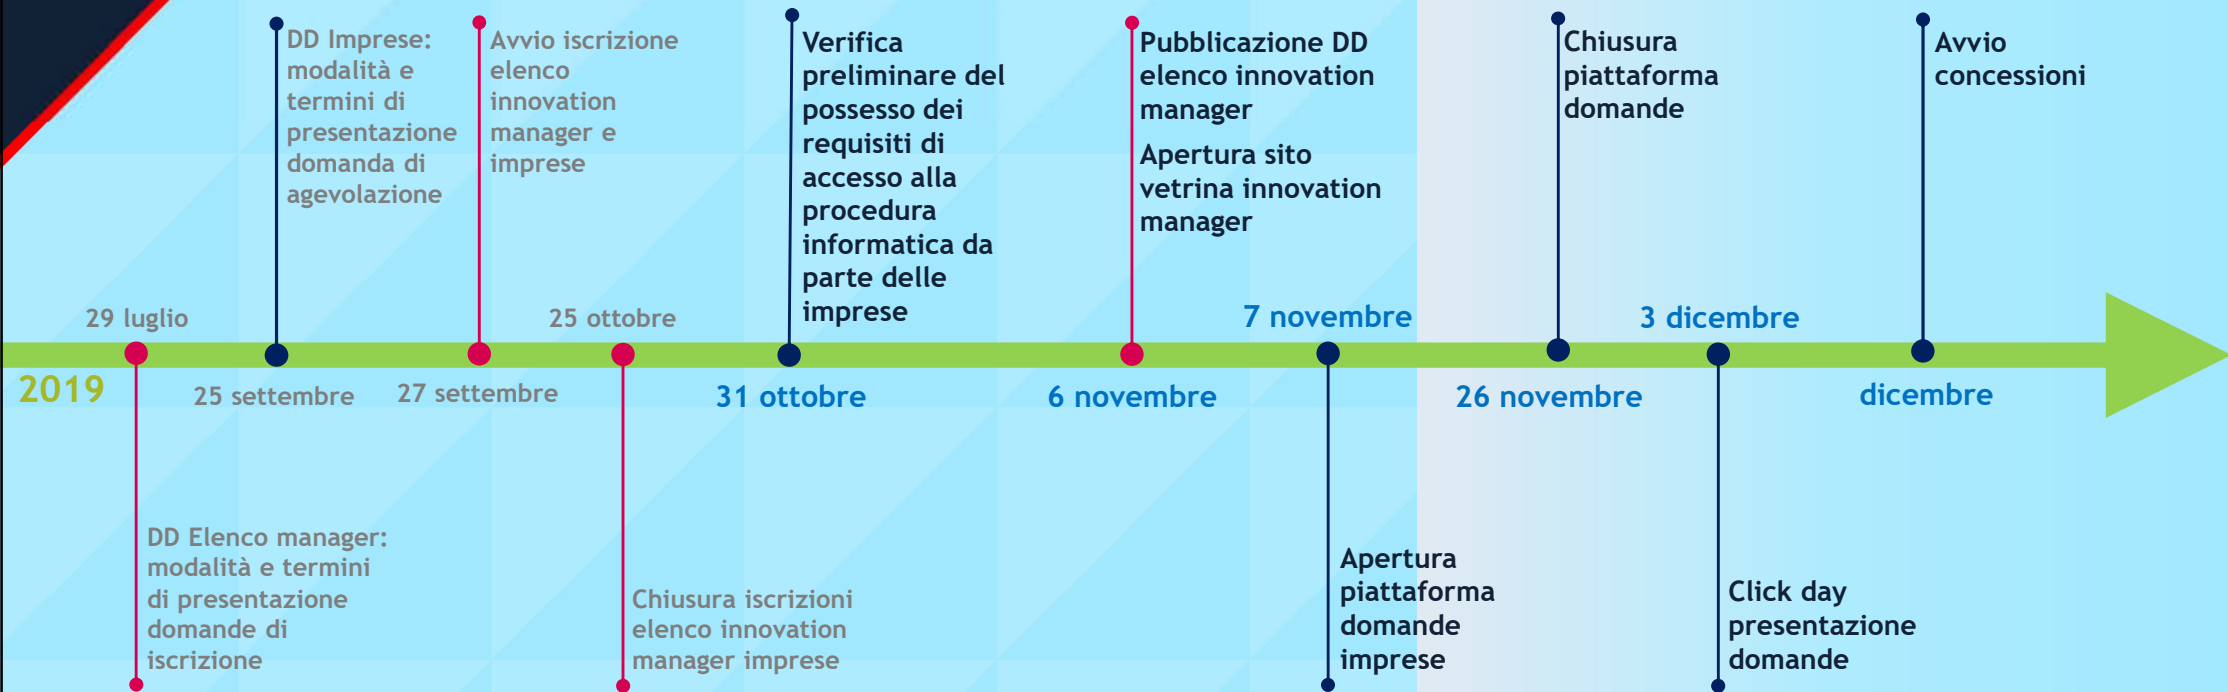 DD Imprese:
modalità e
termini di
presentazione
domanda di
agevolazione
Avvio iscrizione
elenco
innovation
manager e
imprese
Verifica
preliminare del
possesso dei
requisiti di
accesso alla
procedura
informatica da
parte delle
imprese
Pubblicazione DD
elenco innovation
manager
Apertura sito
vetrina innovation
manager
Chiusura
piattaforma
domande
Avvio
concessioni
29 luglio
25 ottobre
7 novembre
3 dicembre
2019
25 settembre
27 settembre
31 ottobre
6 novembre
26 novembre
dicembre
DD Elenco manager:
modalità e termini
di presentazione
domande di
iscrizione
Chiusura iscrizioni
elenco innovation
manager imprese
Apertura
piattaforma
domande
imprese
Click day
presentazione
domande